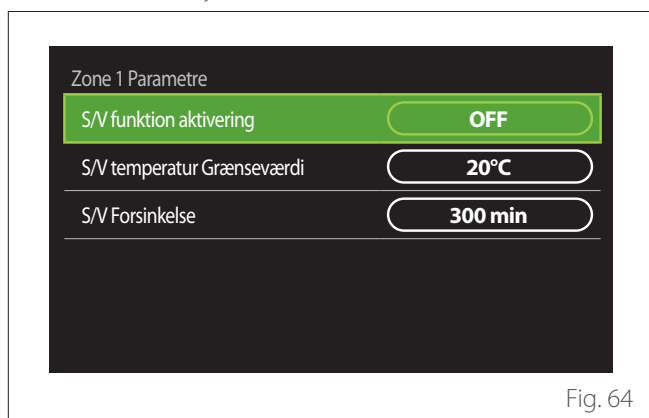 Zone 1 Parametre
S/V funktion aktivering OFF
S/V temperatur Grænseværdi 20°C
S/V Forsinkelse 300 min
Fig. 64